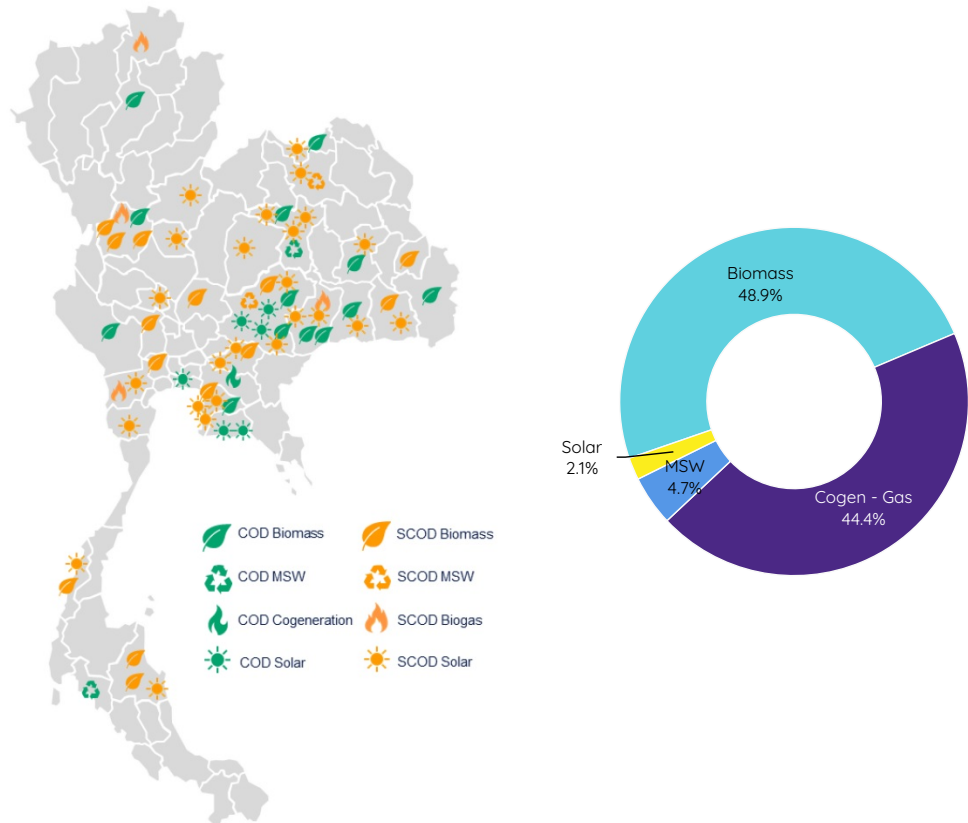 Biomass
48.9%
Solar
2.1%
MSW
4.7%
Cogen - Gas
44.4%
COD Biomass
SCOD Biomass
COD MSW
SCOD MSW
COD Cogeneration
SCOD Biogas
COD Solar
SCOD Solar